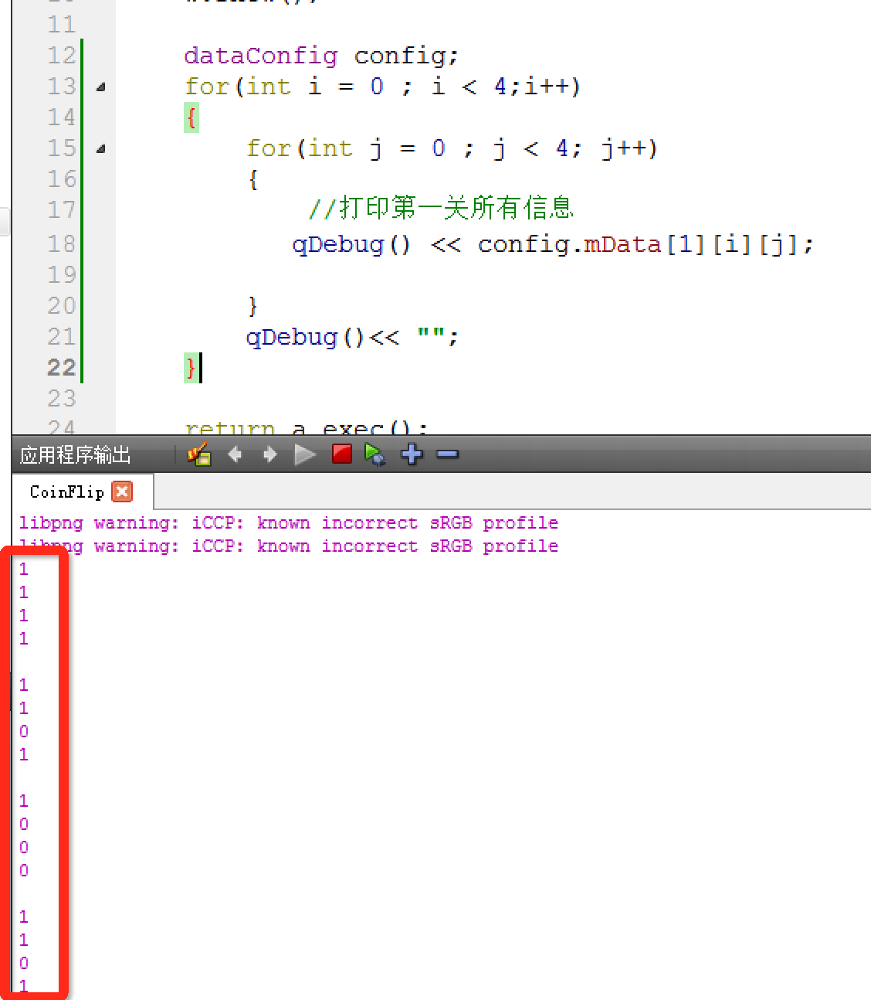 11
12 dataConfig config;
13 for(int i = 0 ; i < 4;i++)
14 {
15 for(int j = 0 ; j < 4; j++)
16 {
17 //打印第一关所有信息
18 qDebug() << config.mData[1][i][j];
19
20 }
21 qDebug()<< "";
22 }
23
24 return a.exec();
应用程序输出
CoinFlip
libpng warning: iCCP: known incorrect sRGB profile
libpng warning: iCCP: known incorrect sRGB profile
1
1
1
1
1
1
0
1
1
0
0
0
1
1
0
1